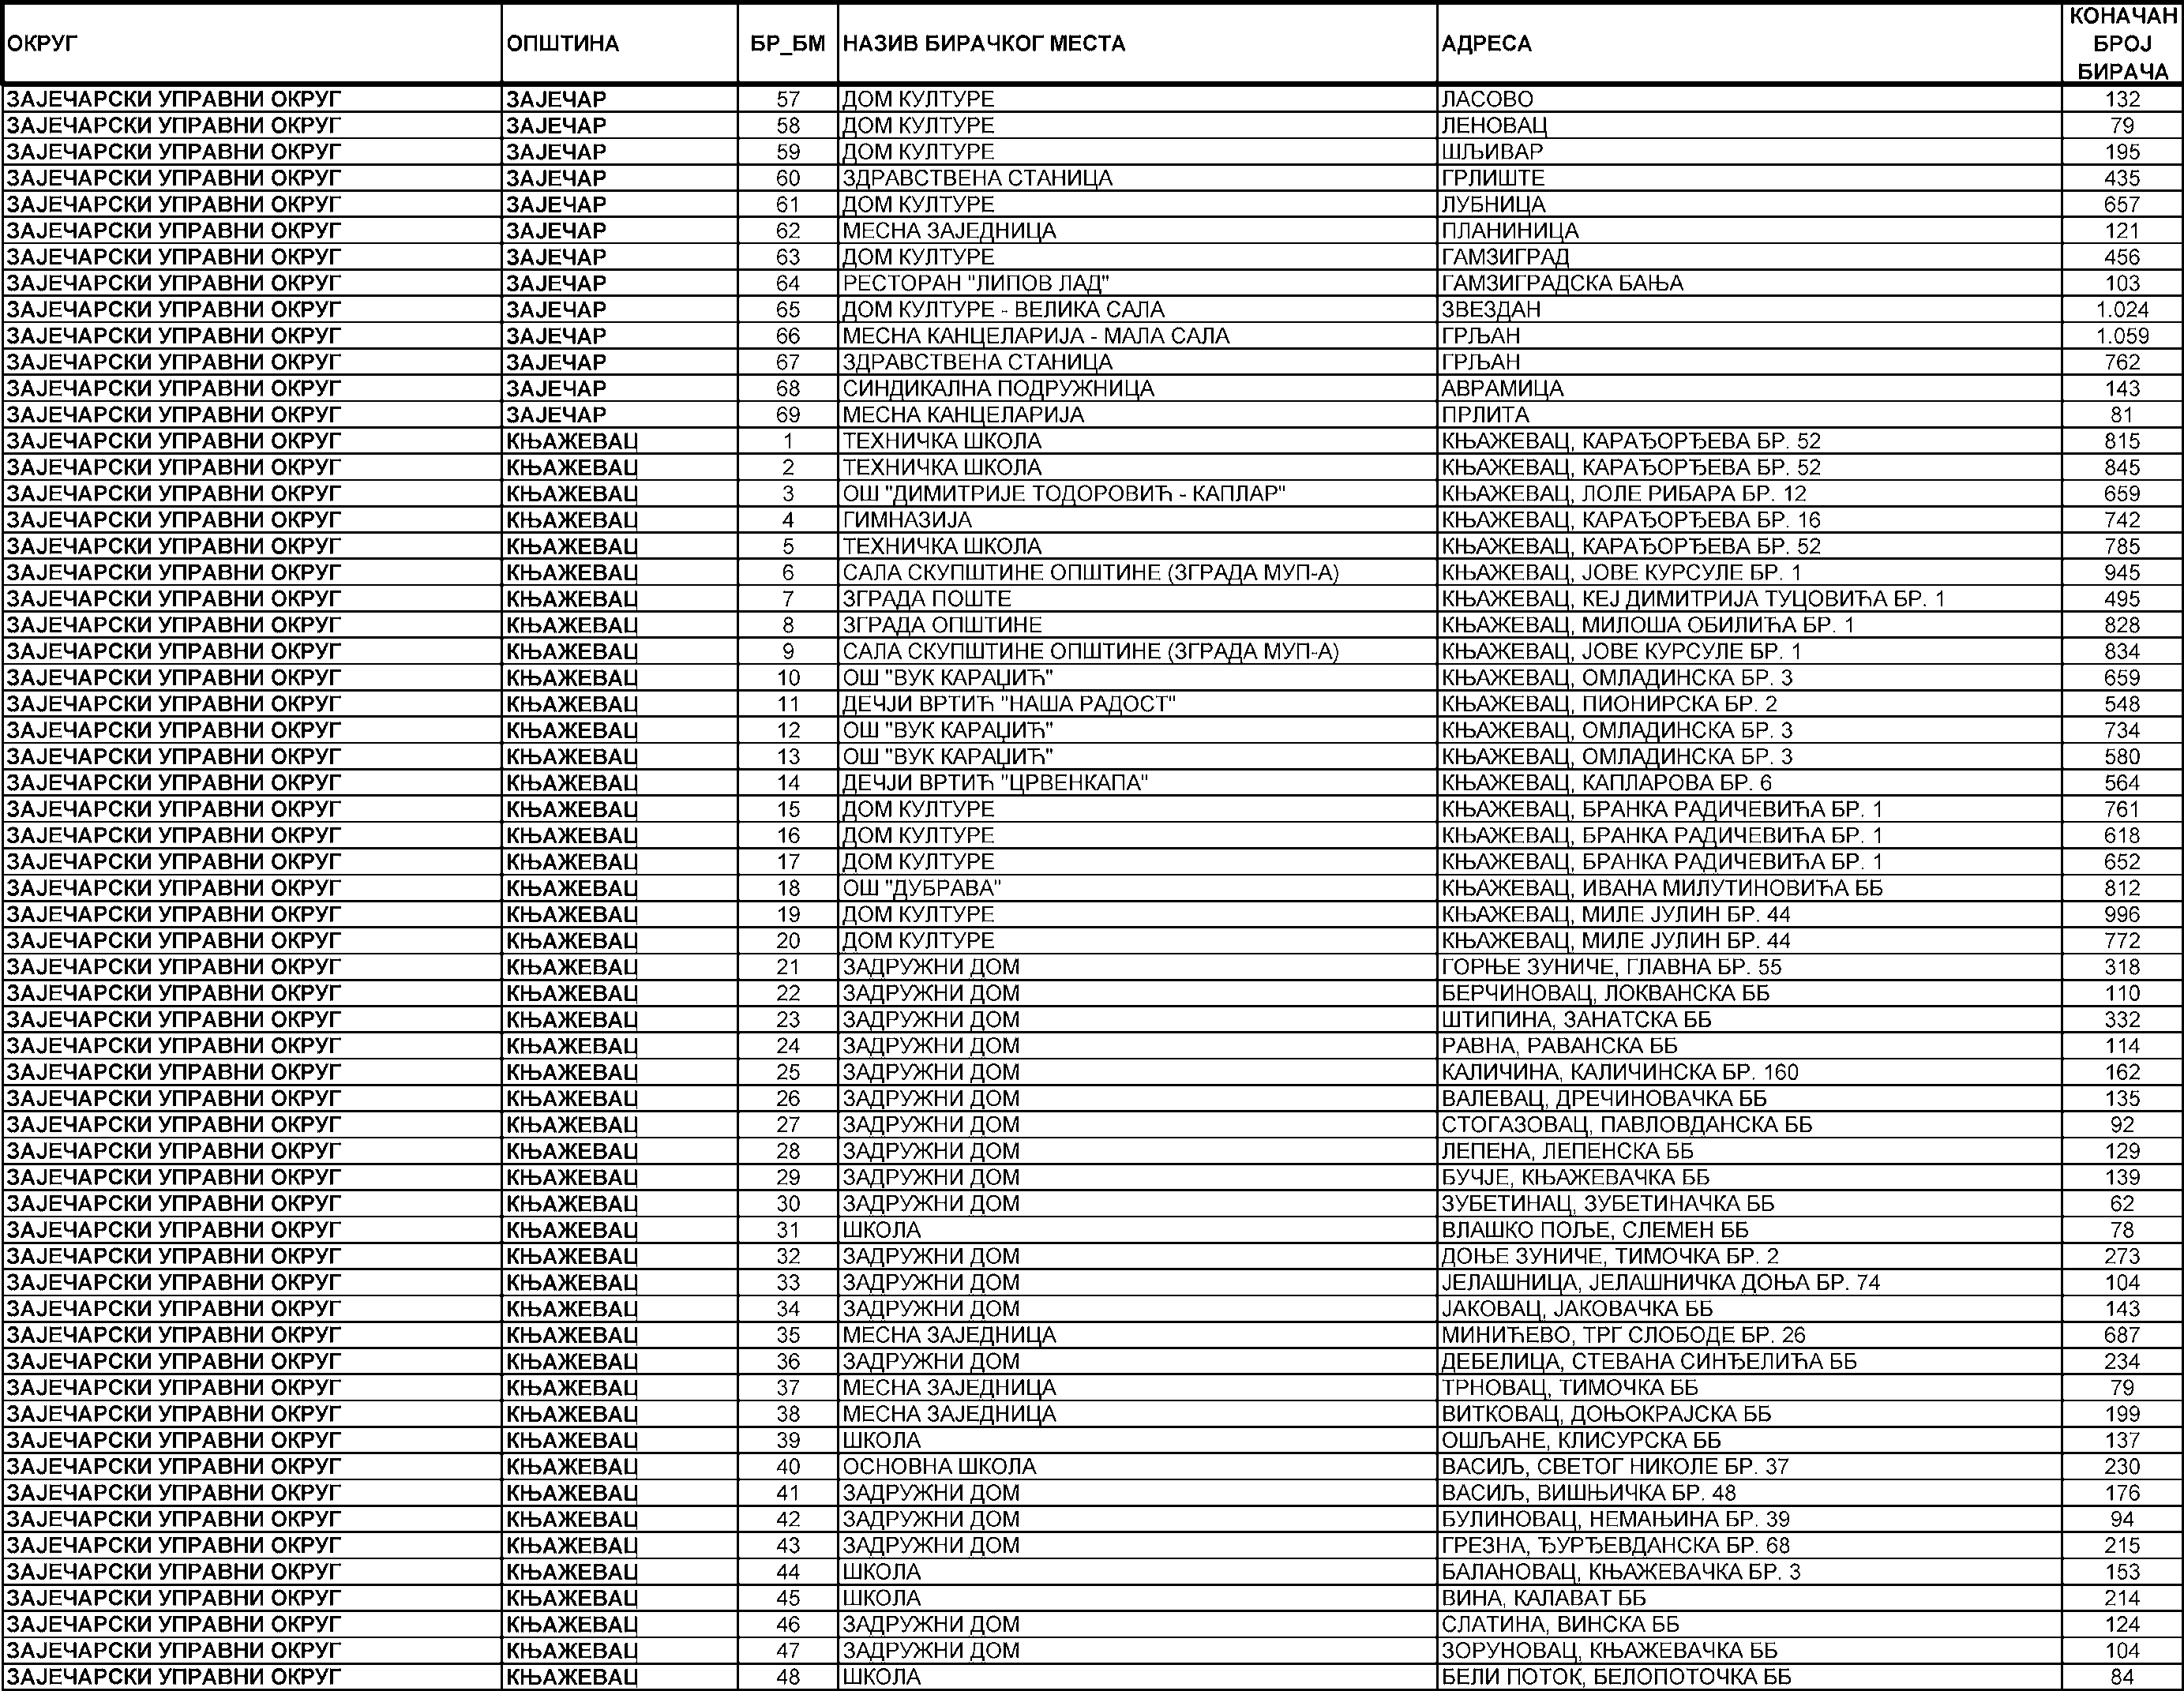 ОКРУГ ОПШТИНА БР_БМ НАЗИВ БИРАЧКОГ МЕСТА АДРЕСА КОНАЧАН БРОЈ БИРАЧА
ЗАЈЕЧАРСКИ УПРАВНИ ОКРУГ ЗАЈЕЧАР 57 ДОМ КУЛТУРЕ ЛАСОВО 132
ЗАЈЕЧАРСКИ УПРАВНИ ОКРУГ ЗАЈЕЧАР 58 ДОМ КУЛТУРЕ ЛЕНОВАЦ 79
ЗАЈЕЧАРСКИ УПРАВНИ ОКРУГ ЗАЈЕЧАР 59 ДОМ КУЛТУРЕ ШЉИВАР 195
ЗАЈЕЧАРСКИ УПРАВНИ ОКРУГ ЗАЈЕЧАР 60 ЗДРАВСТВЕНА СТАНИЦА ГРЛИШТЕ 435
ЗАЈЕЧАРСКИ УПРАВНИ ОКРУГ ЗАЈЕЧАР 61 ДОМ КУЛТУРЕ ЛУБНИЦА 657
ЗАЈЕЧАРСКИ УПРАВНИ ОКРУГ ЗАЈЕЧАР 62 МЕСНА ЗАЈЕДНИЦА ПЛАНИНИЦА 121
ЗАЈЕЧАРСКИ УПРАВНИ ОКРУГ ЗАЈЕЧАР 63 ДОМ КУЛТУРЕ ГАМЗИГРАД 456
ЗАЈЕЧАРСКИ УПРАВНИ ОКРУГ ЗАЈЕЧАР 64 РЕСТОРАН "ЛИПОВ ЛАД" ГАМЗИГРАДСКА БАЊА 103
ЗАЈЕЧАРСКИ УПРАВНИ ОКРУГ ЗАЈЕЧАР 65 ДОМ КУЛТУРЕ - ВЕЛИКА САЛА ЗВЕЗДАН 1.024
ЗАЈЕЧАРСКИ УПРАВНИ ОКРУГ ЗАЈЕЧАР 66 МЕСНА КАНЦЕЛАРИЈА - МАЛА САЛА ГРЉАН 1.059
ЗАЈЕЧАРСКИ УПРАВНИ ОКРУГ ЗАЈЕЧАР 67 ЗДРАВСТВЕНА СТАНИЦА ГРЉАН 762
ЗАЈЕЧАРСКИ УПРАВНИ ОКРУГ ЗАЈЕЧАР 68 СИНДИКАЛНА ПОДРУЖНИЦА АВРАМИЦА 143
ЗАЈЕЧАРСКИ УПРАВНИ ОКРУГ ЗАЈЕЧАР 69 МЕСНА КАНЦЕЛАРИЈА ПРЛИТА 81
ЗАЈЕЧАРСКИ УПРАВНИ ОКРУГ КЊАЖЕВАЦ 1 ТЕХНИЧКА ШКОЛА КЊАЖЕВАЦ, КАРАЂОРЂЕВА БР. 52 815
ЗАЈЕЧАРСКИ УПРАВНИ ОКРУГ КЊАЖЕВАЦ 2 ТЕХНИЧКА ШКОЛА КЊАЖЕВАЦ, КАРАЂОРЂЕВА БР. 52 845
ЗАЈЕЧАРСКИ УПРАВНИ ОКРУГ КЊАЖЕВАЦ 3 ОШ "ДИМИТРИЈЕ ТОДОРОВИЋ - КАПЛАР" КЊАЖЕВАЦ, ЛОЛЕ РИБАРА БР. 12 659
ЗАЈЕЧАРСКИ УПРАВНИ ОКРУГ КЊАЖЕВАЦ 4 ГИМНАЗИЈА КЊАЖЕВАЦ, КАРАЂОРЂЕВА БР. 16 742
ЗАЈЕЧАРСКИ УПРАВНИ ОКРУГ КЊАЖЕВАЦ 5 ТЕХНИЧКА ШКОЛА КЊАЖЕВАЦ, КАРАЂОРЂЕВА БР. 52 785
ЗАЈЕЧАРСКИ УПРАВНИ ОКРУГ КЊАЖЕВАЦ 6 САЛА СКУПШТИНЕ ОПШТИНЕ (ЗГРАДА МУП-А) КЊАЖЕВАЦ, ЈОВЕ КУРСУЛЕ БР. 1 945
ЗАЈЕЧАРСКИ УПРАВНИ ОКРУГ КЊАЖЕВАЦ 7 ЗГРАДА ПОШТЕ КЊАЖЕВАЦ, КЕЈ ДИМИТРИЈА ТУЦОВИЋА БР. 1 495
ЗАЈЕЧАРСКИ УПРАВНИ ОКРУГ КЊАЖЕВАЦ 8 ЗГРАДА ОПШТИНЕ КЊАЖЕВАЦ, МИЛОША ОБИЛИЋА БР. 1 828
ЗАЈЕЧАРСКИ УПРАВНИ ОКРУГ КЊАЖЕВАЦ 9 САЛА СКУПШТИНЕ ОПШТИНЕ (ЗГРАДА МУП-А) КЊАЖЕВАЦ, ЈОВЕ КУРСУЛЕ БР. 1 834
ЗАЈЕЧАРСКИ УПРАВНИ ОКРУГ КЊАЖЕВАЦ 10 ОШ "ВУК КАРАЏИЋ" КЊАЖЕВАЦ, ОМЛАДИНСКА БР. 3 659
ЗАЈЕЧАРСКИ УПРАВНИ ОКРУГ КЊАЖЕВАЦ 11 ДЕЧЈИ ВРТИЋ "НАША РАДОСТ" КЊАЖЕВАЦ, ПИОНИРСКА БР. 2 548
ЗАЈЕЧАРСКИ УПРАВНИ ОКРУГ КЊАЖЕВАЦ 12 ОШ "ВУК КАРАЏИЋ" КЊАЖЕВАЦ, ОМЛАДИНСКА БР. 3 734
ЗАЈЕЧАРСКИ УПРАВНИ ОКРУГ КЊАЖЕВАЦ 13 ОШ "ВУК КАРАЏИЋ" КЊАЖЕВАЦ, ОМЛАДИНСКА БР. 3 580
ЗАЈЕЧАРСКИ УПРАВНИ ОКРУГ КЊАЖЕВАЦ 14 ДЕЧЈИ ВРТИЋ "ЦРВЕНКАПА" КЊАЖЕВАЦ, КАПЛАРОВА БР. 6 564
ЗАЈЕЧАРСКИ УПРАВНИ ОКРУГ КЊАЖЕВАЦ 15 ДОМ КУЛТУРЕ КЊАЖЕВАЦ, БРАНКА РАДИЧЕВИЋА БР. 1 761
ЗАЈЕЧАРСКИ УПРАВНИ ОКРУГ КЊАЖЕВАЦ 16 ДОМ КУЛТУРЕ КЊАЖЕВАЦ, БРАНКА РАДИЧЕВИЋА БР. 1 618
ЗАЈЕЧАРСКИ УПРАВНИ ОКРУГ КЊАЖЕВАЦ 17 ДОМ КУЛТУРЕ КЊАЖЕВАЦ, БРАНКА РАДИЧЕВИЋА БР. 1 652
ЗАЈЕЧАРСКИ УПРАВНИ ОКРУГ КЊАЖЕВАЦ 18 ОШ "ДУБРАВА" КЊАЖЕВАЦ, ИВАНА МИЛУТИНОВИЋА ББ 812
ЗАЈЕЧАРСКИ УПРАВНИ ОКРУГ КЊАЖЕВАЦ 19 ДОМ КУЛТУРЕ КЊАЖЕВАЦ, МИЛЕ ЈУЛИН БР. 44 996
ЗАЈЕЧАРСКИ УПРАВНИ ОКРУГ КЊАЖЕВАЦ 20 ДОМ КУЛТУРЕ КЊАЖЕВАЦ, МИЛЕ ЈУЛИН БР. 44 772
ЗАЈЕЧАРСКИ УПРАВНИ ОКРУГ КЊАЖЕВАЦ 21 ЗАДРУЖНИ ДОМ ГОРЊЕ ЗУНИЧЕ, ГЛАВНА БР. 55 318
ЗАЈЕЧАРСКИ УПРАВНИ ОКРУГ КЊАЖЕВАЦ 22 ЗАДРУЖНИ ДОМ БЕРЧИНОВАЦ, ЛОКВАНСКА ББ 110
ЗАЈЕЧАРСКИ УПРАВНИ ОКРУГ КЊАЖЕВАЦ 23 ЗАДРУЖНИ ДОМ ШТИПИНА, ЗАНАТСКА ББ 332
ЗАЈЕЧАРСКИ УПРАВНИ ОКРУГ КЊАЖЕВАЦ 24 ЗАДРУЖНИ ДОМ РАВНА, РАВАНСКА ББ 114
ЗАЈЕЧАРСКИ УПРАВНИ ОКРУГ КЊАЖЕВАЦ 25 ЗАДРУЖНИ ДОМ КАЛИЧИНА, КАЛИЧИНСКА БР. 160 162
ЗАЈЕЧАРСКИ УПРАВНИ ОКРУГ КЊАЖЕВАЦ 26 ЗАДРУЖНИ ДОМ ВАЛЕВАЦ, ДРЕЧИНОВАЧКА ББ 135
ЗАЈЕЧАРСКИ УПРАВНИ ОКРУГ КЊАЖЕВАЦ 27 ЗАДРУЖНИ ДОМ СТОГАЗОВАЦ, ПАВЛОВДАНСКА ББ 92
ЗАЈЕЧАРСКИ УПРАВНИ ОКРУГ КЊАЖЕВАЦ 28 ЗАДРУЖНИ ДОМ ЛЕПЕНА, ЛЕПЕНСКА ББ 129
ЗАЈЕЧАРСКИ УПРАВНИ ОКРУГ КЊАЖЕВАЦ 29 ЗАДРУЖНИ ДОМ БУЧЈЕ, КЊАЖЕВАЧКА ББ 139
ЗАЈЕЧАРСКИ УПРАВНИ ОКРУГ КЊАЖЕВАЦ 30 ЗАДРУЖНИ ДОМ ЗУБЕТИНАЦ, ЗУБЕТИНАЧКА ББ 62
ЗАЈЕЧАРСКИ УПРАВНИ ОКРУГ КЊАЖЕВАЦ 31 ШКОЛА ВЛАШКО ПОЉЕ, СЛЕМЕН ББ 78
ЗАЈЕЧАРСКИ УПРАВНИ ОКРУГ КЊАЖЕВАЦ 32 ЗАДРУЖНИ ДОМ ДОЊЕ ЗУНИЧЕ, ТИМОЧКА БР. 2 273
ЗАЈЕЧАРСКИ УПРАВНИ ОКРУГ КЊАЖЕВАЦ 33 ЗАДРУЖНИ ДОМ ЈЕЛАШНИЦА, ЈЕЛАШНИЧКА ДОЊА БР. 74 104
ЗАЈЕЧАРСКИ УПРАВНИ ОКРУГ КЊАЖЕВАЦ 34 ЗАДРУЖНИ ДОМ ЈАКОВАЦ, ЈАКОВАЧКА ББ 143
ЗАЈЕЧАРСКИ УПРАВНИ ОКРУГ КЊАЖЕВАЦ 35 МЕСНА ЗАЈЕДНИЦА МИНИЋЕВО, ТРГ СЛОБОДЕ БР. 26 687
ЗАЈЕЧАРСКИ УПРАВНИ ОКРУГ КЊАЖЕВАЦ 36 ЗАДРУЖНИ ДОМ ДЕБЕЛИЦА, СТЕВАНА СИНЂЕЛИЋА ББ 234
ЗАЈЕЧАРСКИ УПРАВНИ ОКРУГ КЊАЖЕВАЦ 37 МЕСНА ЗАЈЕДНИЦА ТРНОВАЦ, ТИМОЧКА ББ 79
ЗАЈЕЧАРСКИ УПРАВНИ ОКРУГ КЊАЖЕВАЦ 38 МЕСНА ЗАЈЕДНИЦА ВИТКОВАЦ, ДОЊОКРАЈСКА ББ 199
ЗАЈЕЧАРСКИ УПРАВНИ ОКРУГ КЊАЖЕВАЦ 39 ШКОЛА ОШЉАНЕ, КЛИСУРСКА ББ 137
ЗАЈЕЧАРСКИ УПРАВНИ ОКРУГ КЊАЖЕВАЦ 40 ОСНОВНА ШКОЛА ВАСИЉ, СВЕТОГ НИКОЛЕ БР. 37 230
ЗАЈЕЧАРСКИ УПРАВНИ ОКРУГ КЊАЖЕВАЦ 41 ЗАДРУЖНИ ДОМ ВАСИЉ, ВИШЊИЧКА БР. 48 176
ЗАЈЕЧАРСКИ УПРАВНИ ОКРУГ КЊАЖЕВАЦ 42 ЗАДРУЖНИ ДОМ БУЛИНОВАЦ, НЕМАЊИНА БР. 39 94
ЗАЈЕЧАРСКИ УПРАВНИ ОКРУГ КЊАЖЕВАЦ 43 ЗАДРУЖНИ ДОМ ГРЕЗНА, ЂУРЂЕВДАНСКА БР. 68 215
ЗАЈЕЧАРСКИ УПРАВНИ ОКРУГ КЊАЖЕВАЦ 44 ШКОЛА БАЛАНОВАЦ, КЊАЖЕВАЧКА БР. 3 153
ЗАЈЕЧАРСКИ УПРАВНИ ОКРУГ КЊАЖЕВАЦ 45 ШКОЛА ВИНА, КАЛАВАТ ББ 214
ЗАЈЕЧАРСКИ УПРАВНИ ОКРУГ КЊАЖЕВАЦ 46 ЗАДРУЖНИ ДОМ СЛАТИНА, ВИНСКА ББ 124
ЗАЈЕЧАРСКИ УПРАВНИ ОКРУГ КЊАЖЕВАЦ 47 ЗАДРУЖНИ ДОМ ЗОРУНОВАЦ, КЊАЖЕВАЧКА ББ 104
ЗАЈЕЧАРСКИ УПРАВНИ ОКРУГ КЊАЖЕВАЦ 48 ШКОЛА БЕЛИ ПОТОК, БЕЛОПОТОЧКА ББ 84